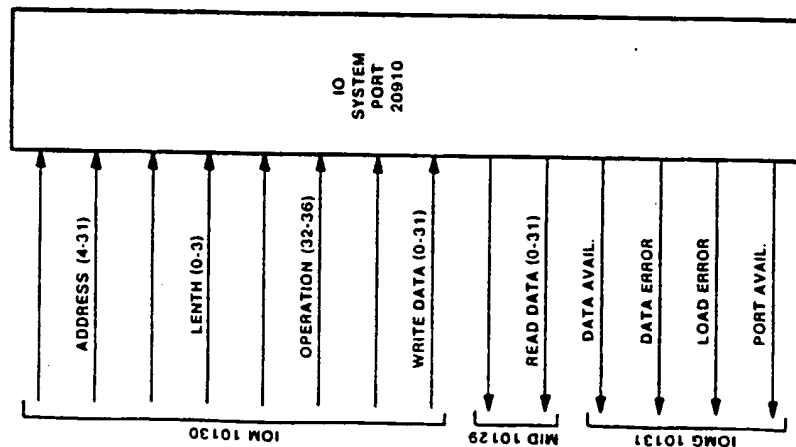 IO
SYSTEM
PORT
20910
ADDRESS (4-31)
LENTH (0-3)
OPERATION (32-36)
WRITE DATA (0-31)
READ DATA (0-31)
DATA AVAIL.
DATA ERROR
LOAD ERROR
PORT AVAIL.
IOM 10130
MID 10129
IOMG 10131